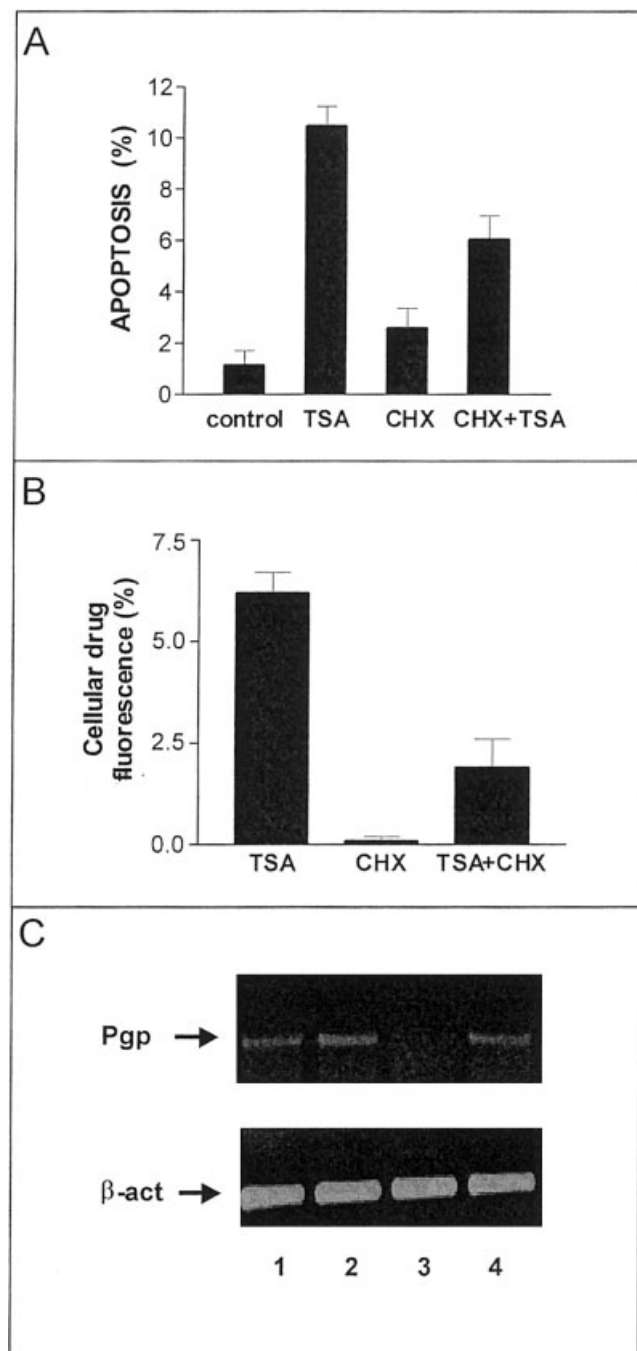 A
APOPTOSIS (%)
12
10
8
6
4
2
0
control TSA CHX CHX+TSA
B
Cellular drug
fluorescence (%)
7.5
5.0
2.5
0.0
TSA CHX TSA+CHX
C
Pgp
β-act
1 2 3 4